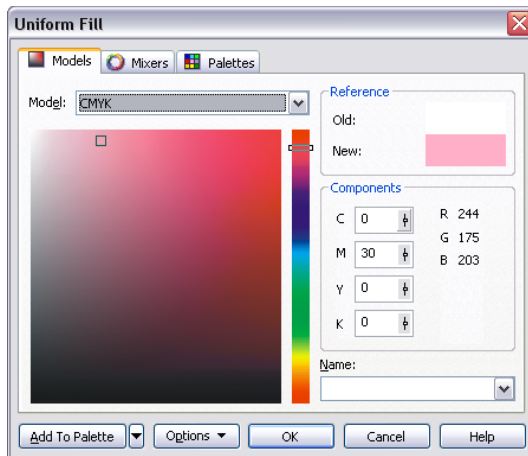 Uniform Fill
Models Mixers Palettes
Model: CMYK
Reference
Old:
New:
Components
C 0 R 244
M 30 G 175
Y 0 B 203
K 0
Name:
Add To Palette Options OK Cancel Help